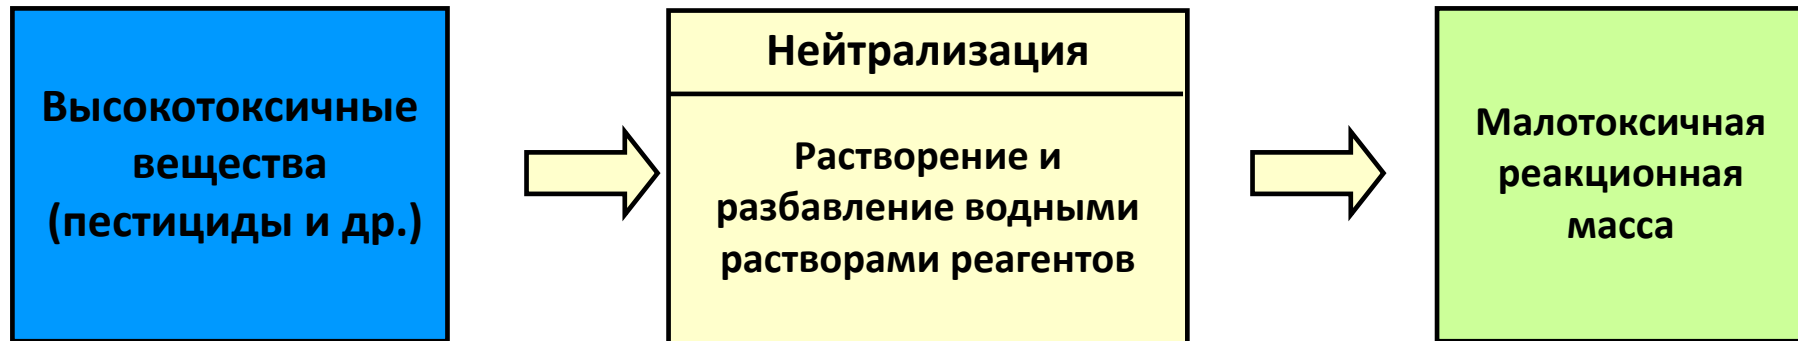 Высокотоксичные
вещества
(пестициды и др.)
Нейтрализация
Растворение и
разбавление водными
растворами реагентов
Малотоксичная
реакционная
масса